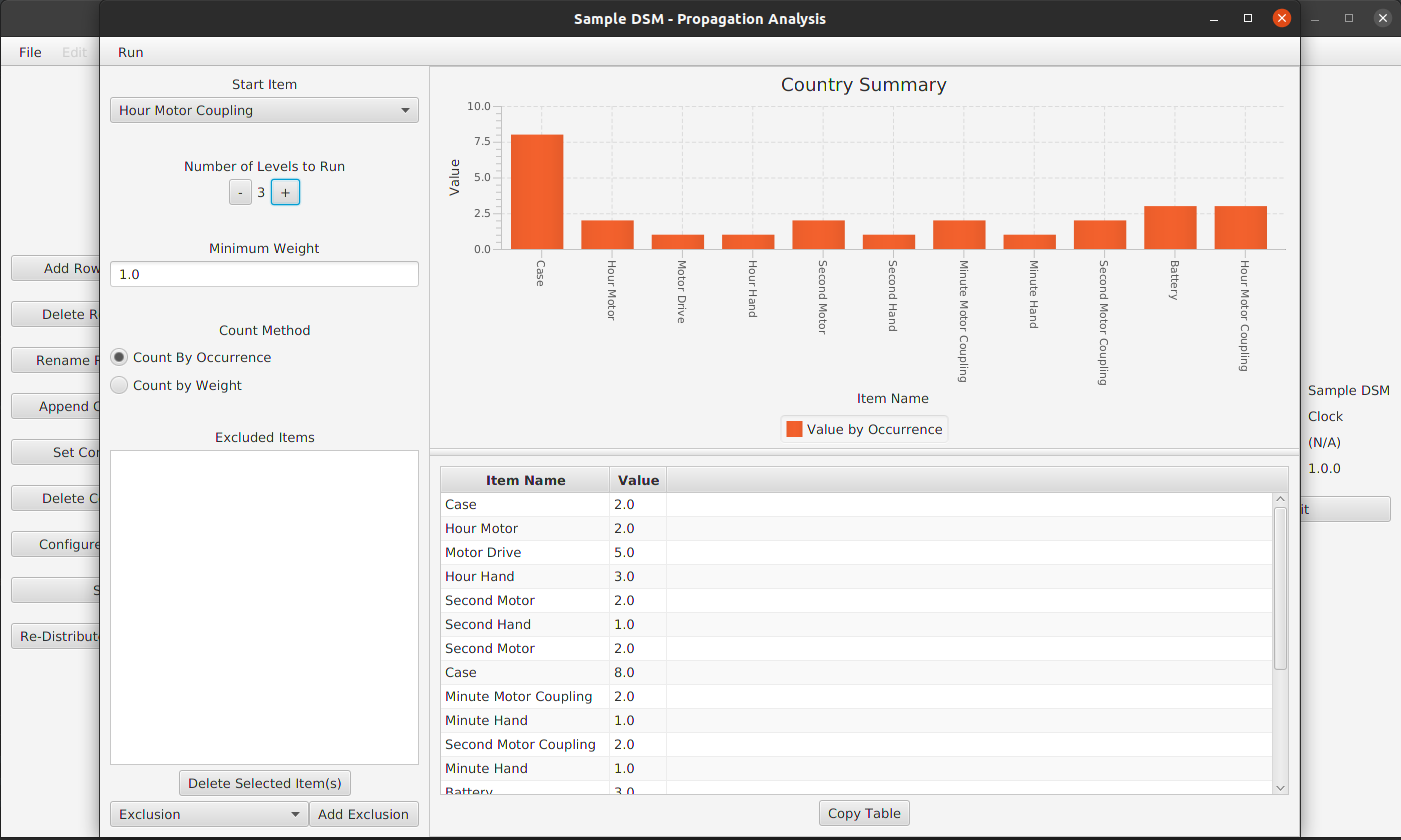 Sample DSM - Propagation Analysis
File Edit
Run
Start Item
Hour Motor Coupling
Number of Levels to Run
- 3 +
Minimum Weight
1.0
Count Method
Count By Occurrence
Count by Weight
Excluded Items
Delete Selected Item(s)
Exclusion
Add Exclusion
Add Row
Delete R
Rename
Append C
Set Con
Delete C
Configure
S
Re-Distribute
Country Summary
Value
10.0
7.5
5.0
2.5
0.0
Case
Hour Motor
Motor Drive
Hour Hand
Second Motor
Second Hand
Minute Motor Coupling
Minute Hand
Second Motor Coupling
Battery
Hour Motor Coupling
Item Name
Value by Occurrence
Item Name Value
Case 2.0
Hour Motor 2.0
Motor Drive 5.0
Hour Hand 3.0
Second Motor 2.0
Second Hand 1.0
Second Motor 2.0
Case 8.0
Minute Motor Coupling 2.0
Minute Hand 1.0
Second Motor Coupling 2.0
Minute Hand 1.0
Battery 3.0
Copy Table
Sample DSM
Clock
(N/A)
1.0.0
it